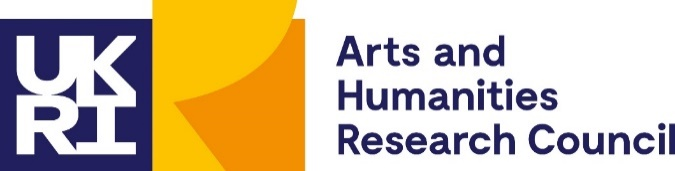 UK
RI
Arts and
Humanities
Research Council